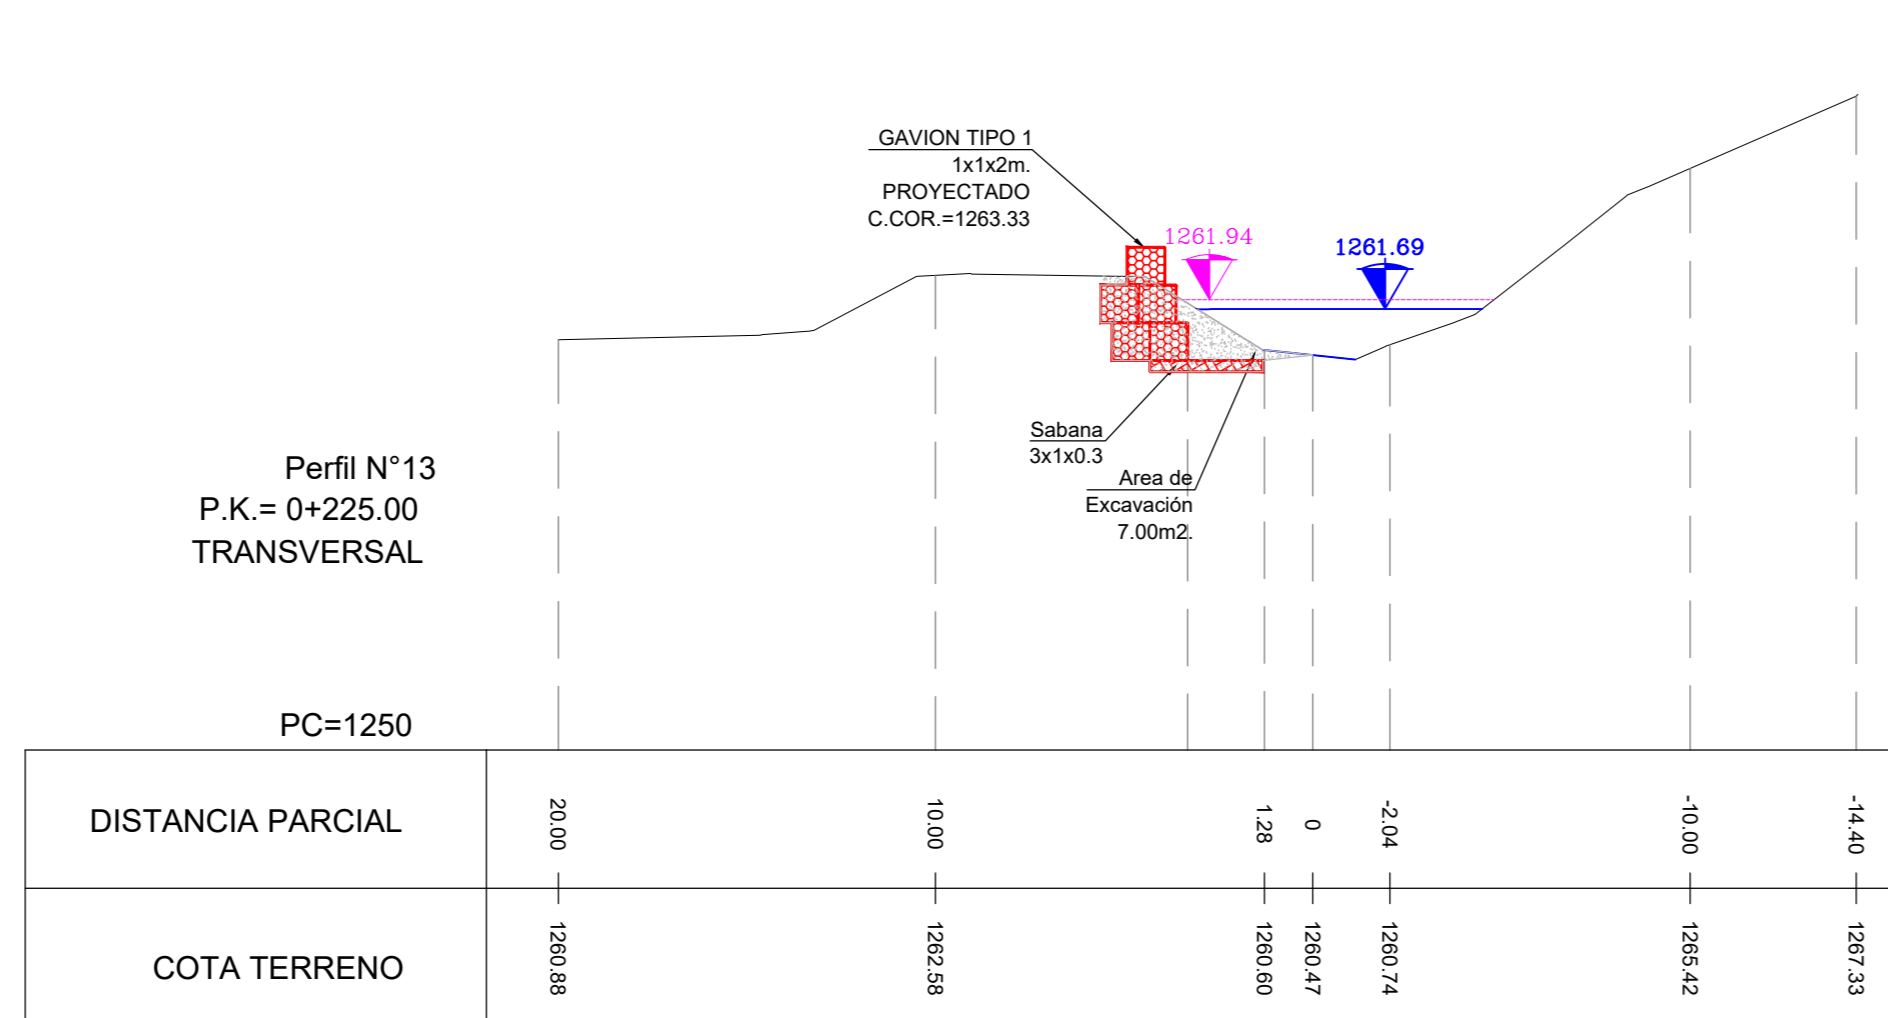 GAVION TIPO 1
1x1x2m.
PROYECTADO
C.COR.=1263.33
1261.94
1261.69
Sabana
3x1x0.3
Area de
Excavación
7.00m2.
Perfil N°13
P.K.= 0+225.00
TRANSVERSAL
PC=1250
DISTANCIA PARCIAL
20.00
10.00
1.28
0
-2.04
-10.00
-14.40
COTA TERRENO
1260.88
1262.58
1260.60
1260.47
1260.74
1265.42
1267.33